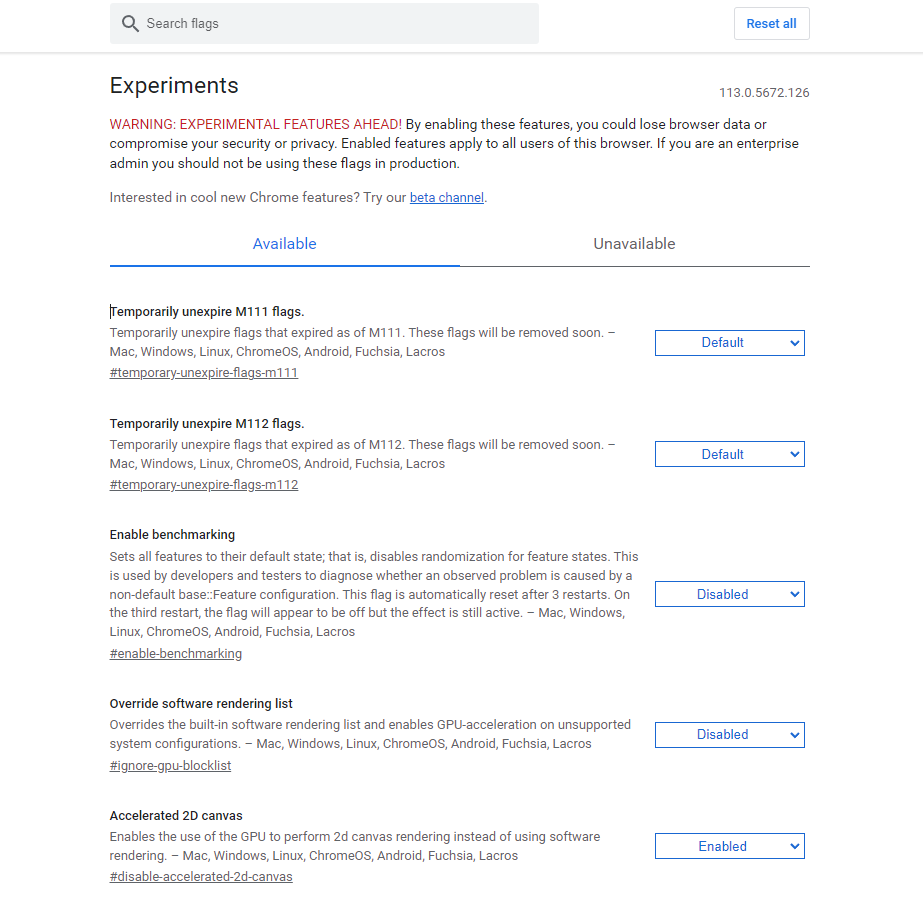 Search flags
Reset all
Experiments
113.0.5672.126
WARNING: EXPERIMENTAL FEATURES AHEAD! By enabling these features, you could lose browser data or
compromise your security or privacy. Enabled features apply to all users of this browser. If you are an enterprise
admin you should not be using these flags in production.
Interested in cool new Chrome features? Try our beta channel.
Available
Unavailable
Temporarily unexpire M111 flags.
Temporarily unexpire flags that expired as of M111. These flags will be removed soon. –
Mac, Windows, Linux, ChromeOS, Android, Fuchsia, Lacros
#temporary-unexpire-flags-m111
Default
Temporarily unexpire M112 flags.
Temporarily unexpire flags that expired as of M112. These flags will be removed soon. –
Mac, Windows, Linux, ChromeOS, Android, Fuchsia, Lacros
#temporary-unexpire-flags-m112
Default
Enable benchmarking
Sets all features to their default state; that is, disables randomization for feature states. This
is used by developers and testers to diagnose whether an observed problem is caused by a
non-default base::Feature configuration. This flag is automatically reset after 3 restarts. On
the third restart, the flag will appear to be off but the effect is still active. – Mac, Windows,
Linux, ChromeOS, Android, Fuchsia, Lacros
#enable-benchmarking
Disabled
Override software rendering list
Overrides the built-in software rendering list and enables GPU-acceleration on unsupported
system configurations. – Mac, Windows, Linux, ChromeOS, Android, Fuchsia, Lacros
#ignore-gpu-blocklist
Disabled
Accelerated 2D canvas
Enables the use of the GPU to perform 2d canvas rendering instead of using software
rendering. – Mac, Windows, Linux, ChromeOS, Android, Fuchsia, Lacros
#disable-accelerated-2d-canvas
Enabled